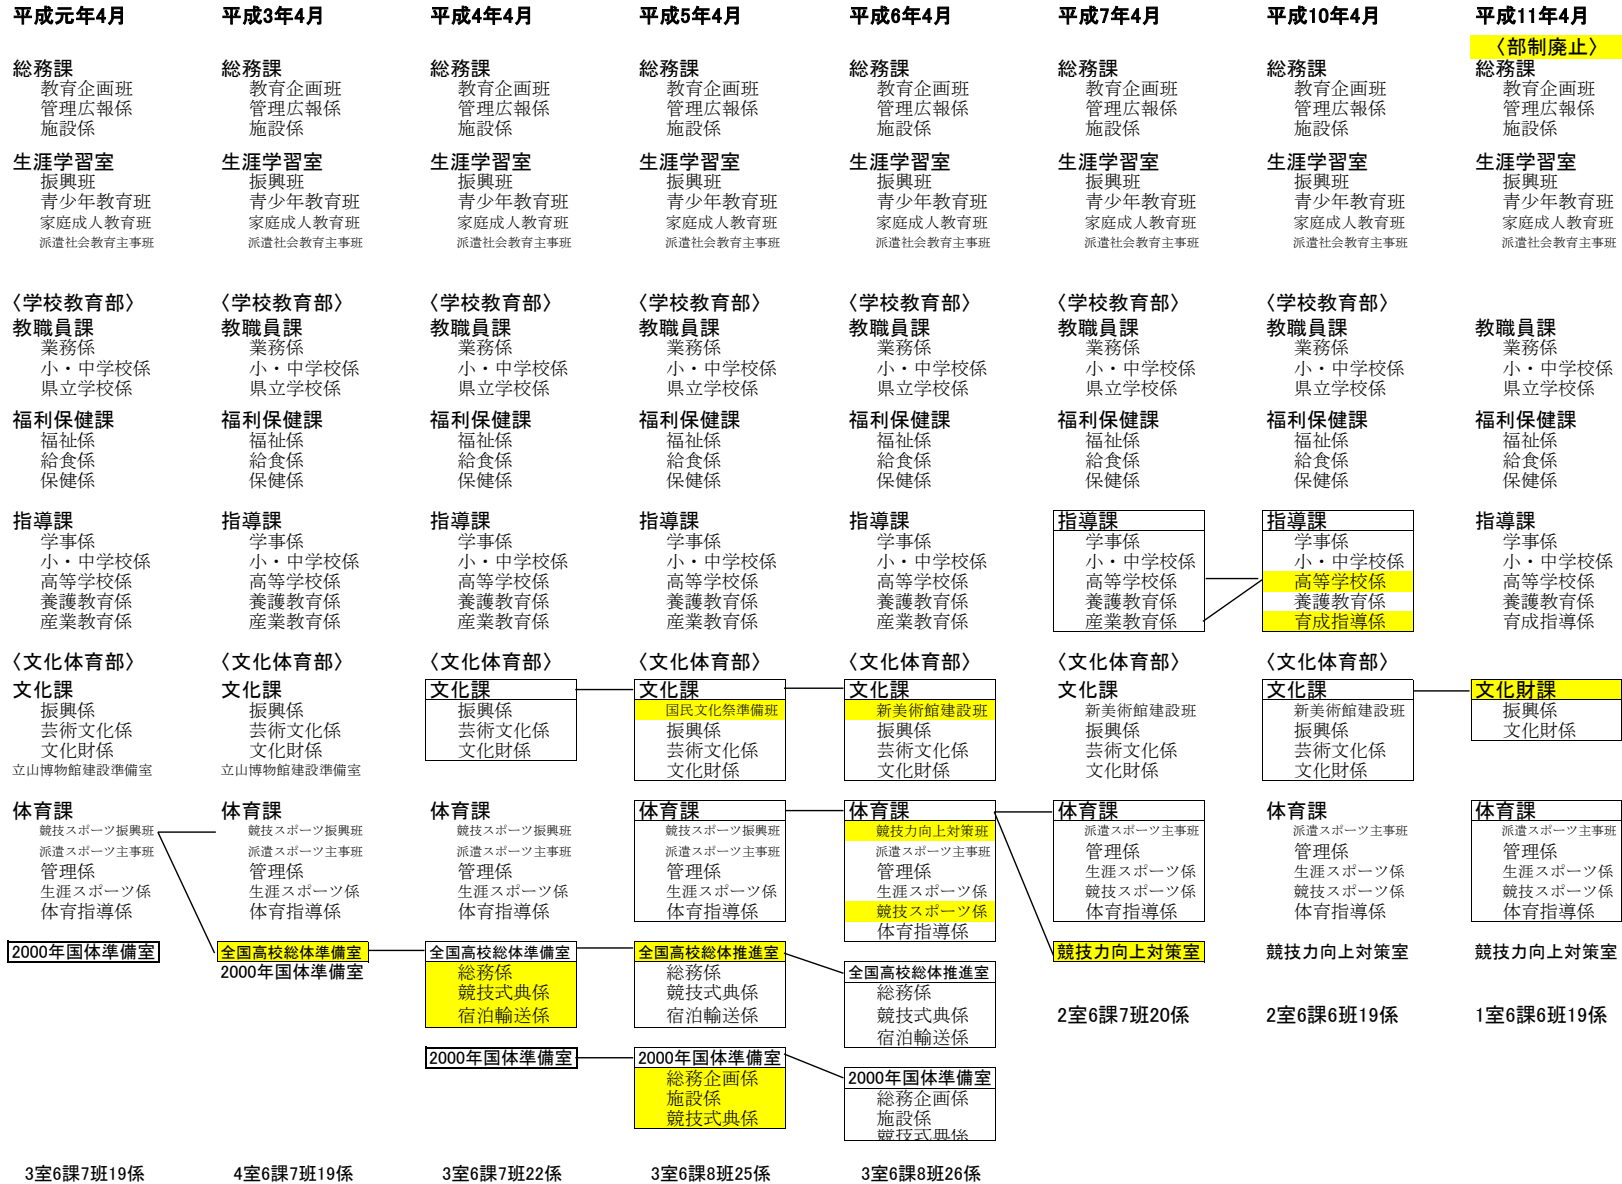 平成元年4月
総務課
教育企画班
管理広報係
施設係
生涯学習室
振興班
青少年教育班
家庭成人教育班
派遣社会教育主事班
〈学校教育部〉
教職員課
業務係
小・中学校係
県立学校係
福利保健課
福祉係
給食係
保健係
指導課
学事係
小・中学校係
高等学校係
養護教育係
産業教育係
〈文化体育部〉
文化課
振興係
芸術文化係
文化財係
立山博物館建設準備室
体育課
競技スポーツ振興班
派遣スポーツ主事班
管理係
生涯スポーツ係
体育指導係
2000年国体準備室
3室6課7班19係
平成3年4月
総務課
教育企画班
管理広報係
施設係
生涯学習室
振興班
青少年教育班
家庭成人教育班
派遣社会教育主事班
〈学校教育部〉
教職員課
業務係
小・中学校係
県立学校係
福利保健課
福祉係
給食係
保健係
指導課
学事係
小・中学校係
高等学校係
養護教育係
産業教育係
〈文化体育部〉
文化課
振興係
芸術文化係
文化財係
立山博物館建設準備室
体育課
競技スポーツ振興班
派遣スポーツ主事班
管理係
生涯スポーツ係
体育指導係
全国高校総体準備室
2000年国体準備室
4室6課7班19係
平成4年4月
総務課
教育企画班
管理広報係
施設係
生涯学習室
振興班
青少年教育班
家庭成人教育班
派遣社会教育主事班
〈学校教育部〉
教職員課
業務係
小・中学校係
県立学校係
福利保健課
福祉係
給食係
保健係
指導課
学事係
小・中学校係
高等学校係
養護教育係
産業教育係
〈文化体育部〉
文化課
振興係
芸術文化係
文化財係
体育課
競技スポーツ振興班
派遣スポーツ主事班
管理係
生涯スポーツ係
体育指導係
全国高校総体準備室
総務係
競技式典係
宿泊輸送係
2000年国体準備室
3室6課7班22係
平成5年4月
総務課
教育企画班
管理広報係
施設係
生涯学習室
振興班
青少年教育班
家庭成人教育班
派遣社会教育主事班
〈学校教育部〉
教職員課
業務係
小・中学校係
県立学校係
福利保健課
福祉係
給食係
保健係
指導課
学事係
小・中学校係
高等学校係
養護教育係
産業教育係
〈文化体育部〉
文化課
国民文化祭準備班
振興係
芸術文化係
文化財係
体育課
競技スポーツ振興班
派遣スポーツ主事班
管理係
生涯スポーツ係
体育指導係
全国高校総体推進室
総務係
競技式典係
宿泊輸送係
2000年国体準備室
総務企画係
施設係
競技式典係
3室6課8班25係
平成6年4月
総務課
教育企画班
管理広報係
施設係
生涯学習室
振興班
青少年教育班
家庭成人教育班
派遣社会教育主事班
〈学校教育部〉
教職員課
業務係
小・中学校係
県立学校係
福利保健課
福祉係
給食係
保健係
指導課
学事係
小・中学校係
高等学校係
養護教育係
産業教育係
〈文化体育部〉
文化課
新美術館建設班
振興係
芸術文化係
文化財係
体育課
競技力向上対策班
派遣スポーツ主事班
管理係
生涯スポーツ係
競技スポーツ係
体育指導係
全国高校総体推進室
総務係
競技式典係
宿泊輸送係
2000年国体準備室
総務企画係
施設係
競技式典係
3室6課8班26係
平成7年4月
総務課
教育企画班
管理広報係
施設係
生涯学習室
振興班
青少年教育班
家庭成人教育班
派遣社会教育主事班
〈学校教育部〉
教職員課
業務係
小・中学校係
県立学校係
福利保健課
福祉係
給食係
保健係
指導課
学事係
小・中学校係
高等学校係
養護教育係
産業教育係
〈文化体育部〉
文化課
新美術館建設班
振興係
芸術文化係
文化財係
体育課
派遣スポーツ主事班
管理係
生涯スポーツ係
競技スポーツ係
体育指導係
競技力向上対策室
2室6課7班20係
平成10年4月
総務課
教育企画班
管理広報係
施設係
生涯学習室
振興班
青少年教育班
家庭成人教育班
派遣社会教育主事班
〈学校教育部〉
教職員課
業務係
小・中学校係
県立学校係
福利保健課
福祉係
給食係
保健係
指導課
学事係
小・中学校係
高等学校係
養護教育係
育成指導係
〈文化体育部〉
文化課
新美術館建設班
振興係
芸術文化係
文化財係
体育課
派遣スポーツ主事班
管理係
生涯スポーツ係
競技スポーツ係
体育指導係
競技力向上対策室
2室6課6班19係
平成11年4月
〈部制廃止〉
総務課
教育企画班
管理広報係
施設係
生涯学習室
振興班
青少年教育班
家庭成人教育班
派遣社会教育主事班
教職員課
業務係
小・中学校係
県立学校係
福利保健課
福祉係
給食係
保健係
指導課
学事係
小・中学校係
高等学校係
養護教育係
育成指導係
文化財課
振興係
文化財係
体育課
派遣スポーツ主事班
管理係
生涯スポーツ係
競技スポーツ係
体育指導係
競技力向上対策室
1室6課6班19係